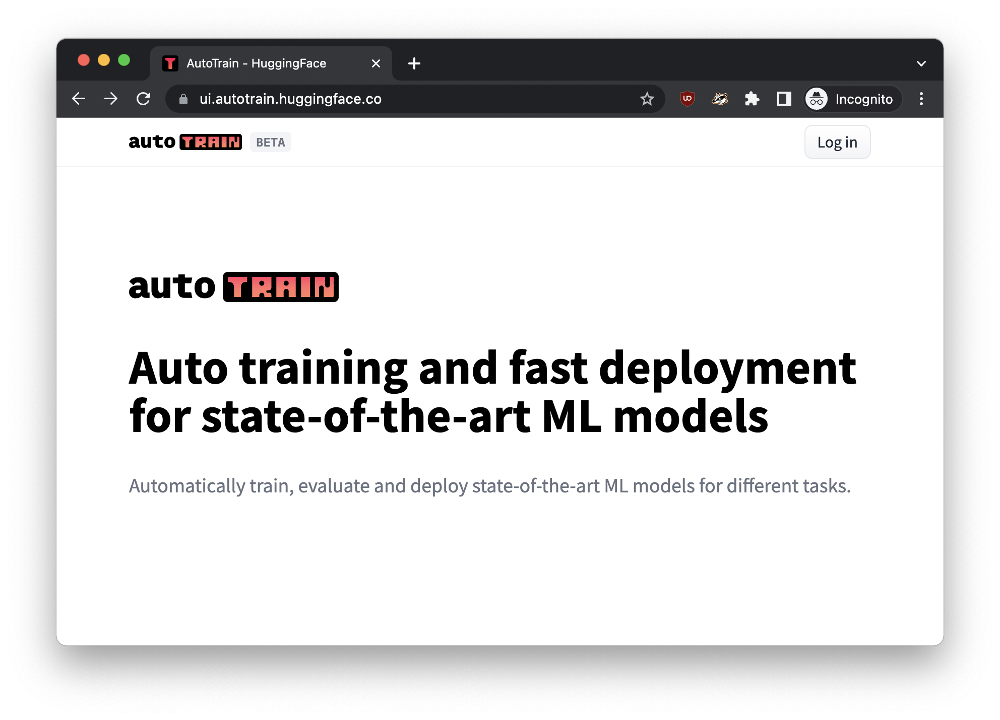 AutoTrain - HuggingFace
ui.autotrain.huggingface.co
Incognito
auto TRAIN BETA
Log in
auto TRAIN
Auto training and fast deployment
for state-of-the-art ML models
Automatically train, evaluate and deploy state-of-the-art ML models for different tasks.